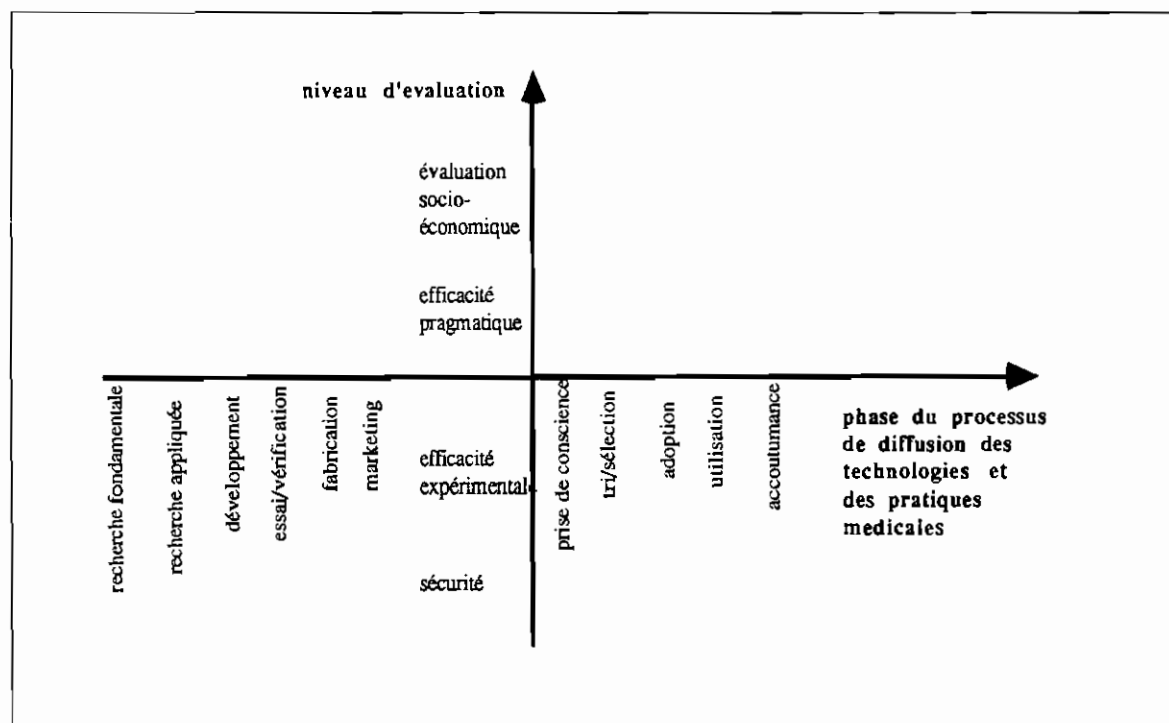 niveau d'evaluation
évaluation
socio-
économique
efficacité
pragmatique
recherche fondamentale
recherche appliquée
développement
essai/vérification
fabrication
marketing
efficacité
expérimentale
sécurité
prise de conscience
tri/sélection
adoption
utilisation
accoutumance
phase du processus
de diffusion des
technologies et
des pratiques
medicales